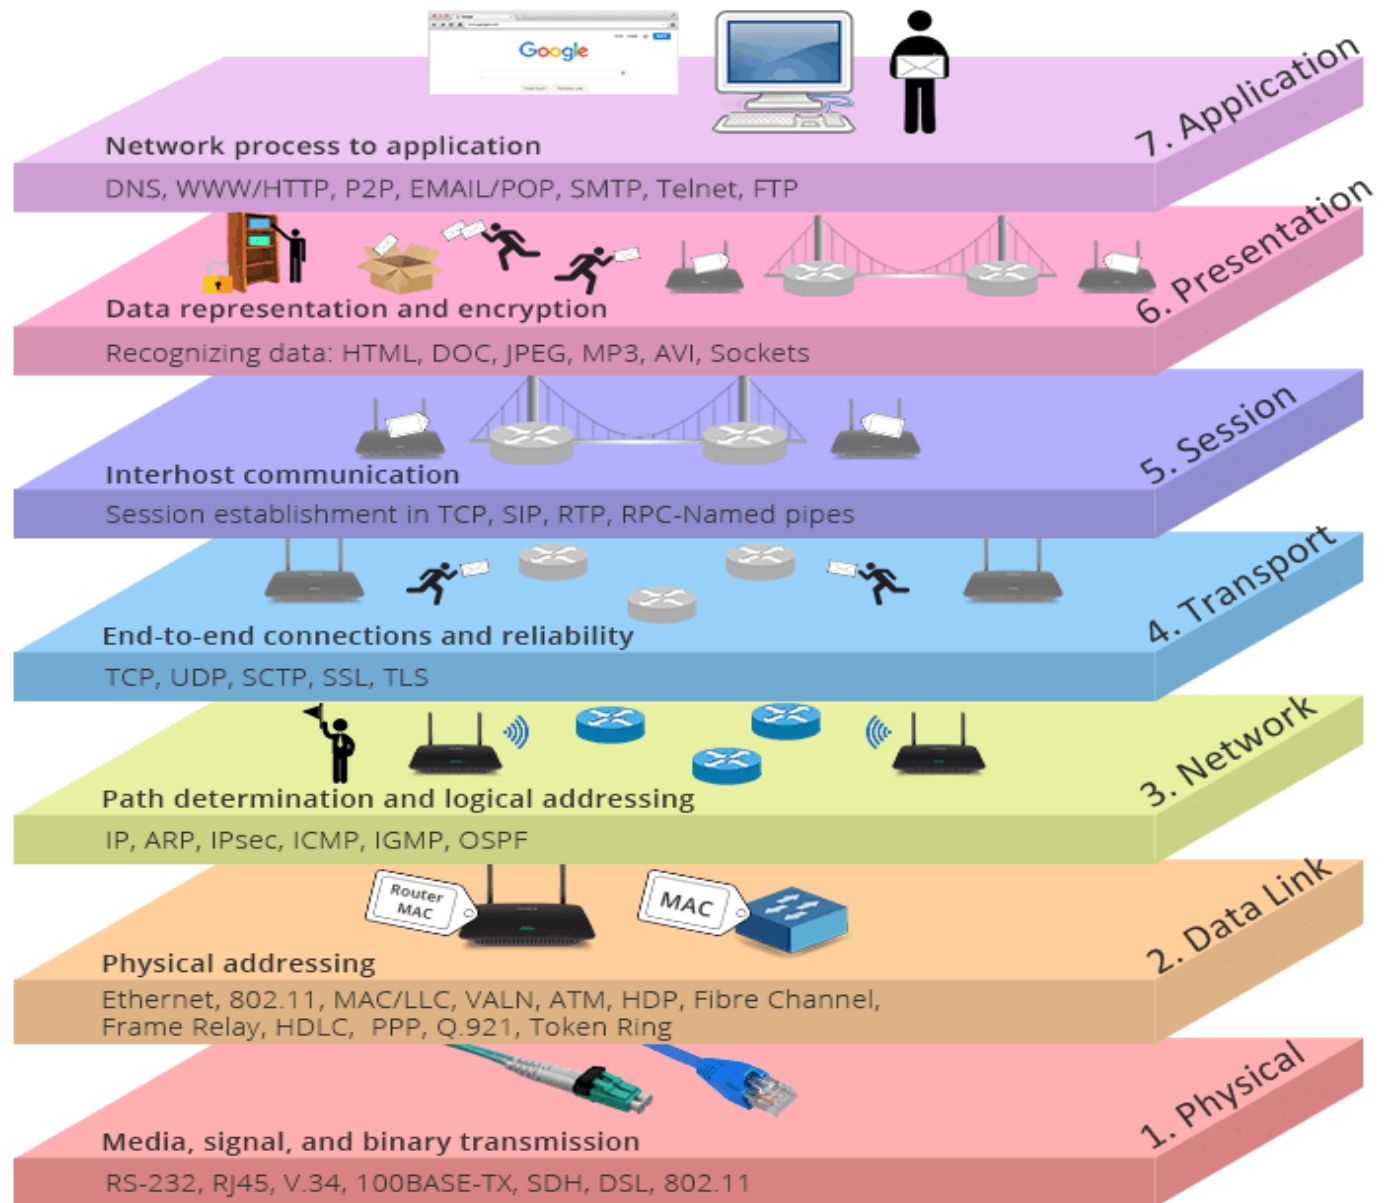 Google
Network process to application
7. Application
DNS, WWW/HTTP, P2P, EMAIL/POP, SMTP, Telnet, FTP
Data representation and encryption
6. Presentation
Recognizing data: HTML, DOC, JPEG, MP3, AVI, Sockets
Interhost communication
5. Session
Session establishment in TCP, SIP, RTP, RPC-Named pipes
End-to-end connections and reliability
4. Transport
TCP, UDP, SCTP, SSL, TLS
Path determination and logical addressing
3. Network
IP, ARP, IPsec, ICMP, IGMP, OSPF
Router
MAC
MAC
Physical addressing
2. Data Link
Ethernet, 802.11, MAC/LLC, VALN, ATM, HDP, Fibre Channel,
Frame Relay, HDLC, PPP, Q.921, Token Ring
Media, signal, and binary transmission
1. Physical
RS-232, RJ45, V.34, 100BASE-TX, SDH, DSL, 802.11